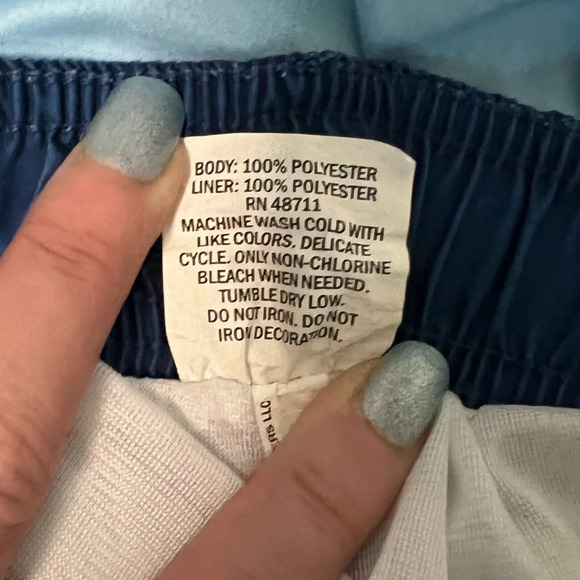 BODY: 100% POLYESTER
LINER: 100% POLYESTER
RN 48711
MACHINE WASH COLD WITH
LIKE COLORS. DELICATE
CYCLE. ONLY NON-CHLORINE
BLEACH WHEN NEEDED.
TUMBLE DRY LOW.
DO NOT IRON. DO NOT
IRON DECORATION.